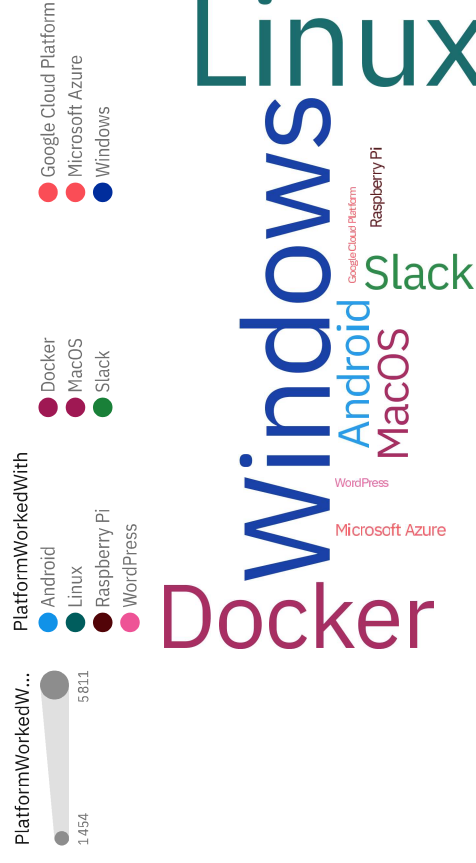 PlatformWorkedW...
1454
5811
PlatformWorkedWith
Android
Linux
Raspberry Pi
WordPress
Docker
MacOS
Slack
Google Cloud Platform
Microsoft Azure
Windows
Linux
Windows
Raspberry Pi
Google Cloud Platform
Slack
Android
MacOS
WordPress
Microsoft Azure
Docker